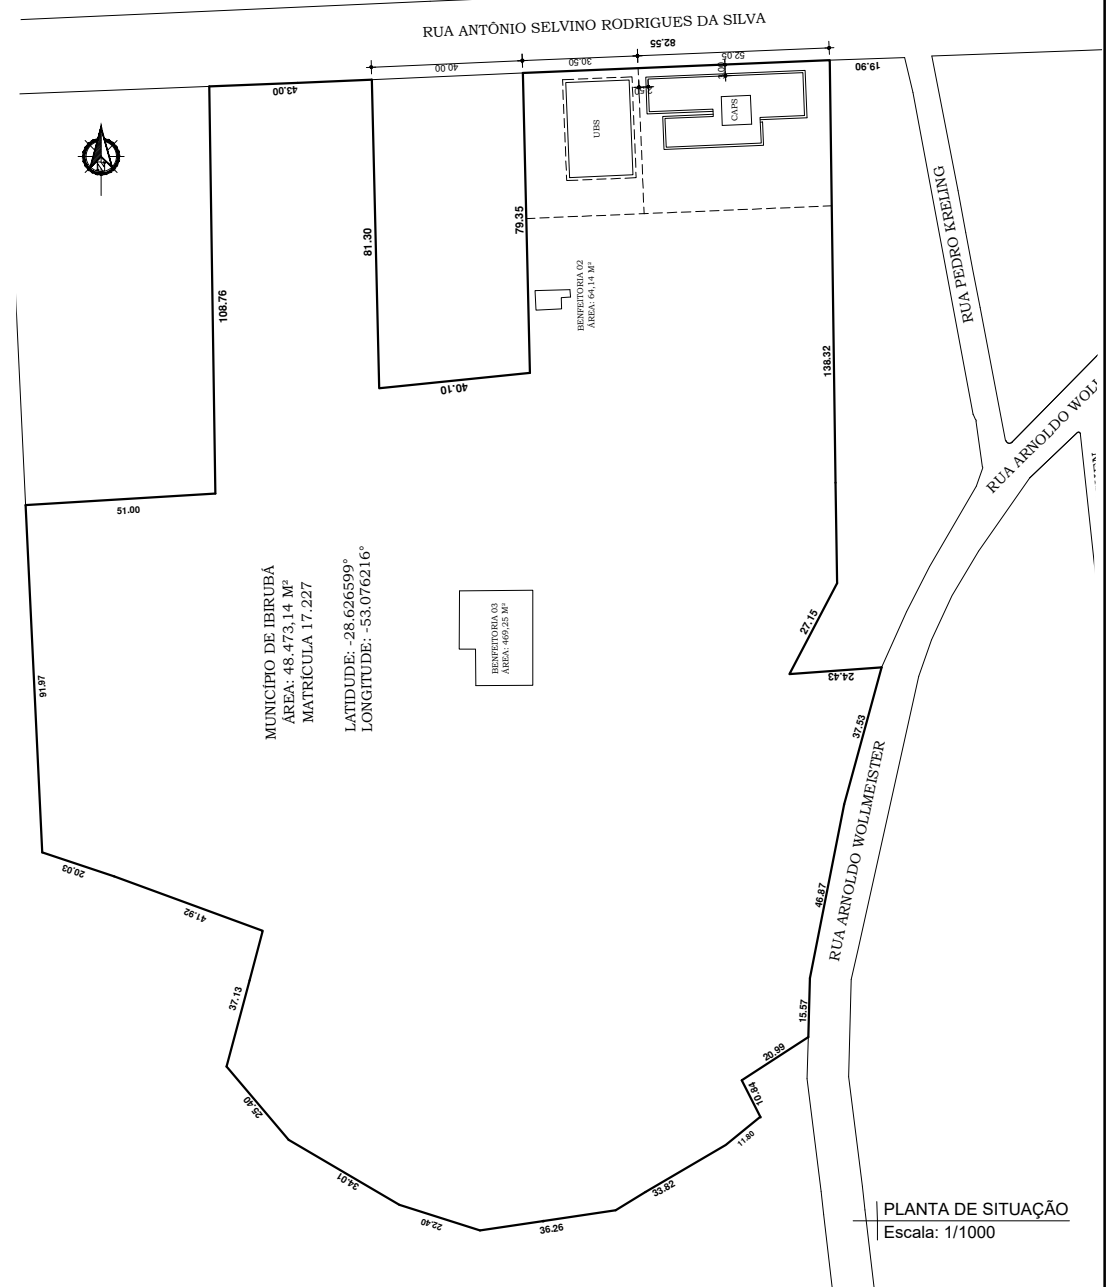 RUA ANTÔNIO SELVINO RODRIGUES DA SILVA
82.55
40.00
30.50
52.05
19.90
43.00
2.50
UBS
CAPS
N
RUA PEDRO KRELING
81.30
79.35
108.76
BENFEITORIA 02
ÁREA: 64,14 M²
138.32
40.10
RUA ARNOLDO WOLL
51.00
MUNICÍPIO DE IBIRUBÁ
ÁREA: 48.473,14 M²
MATRÍCULA 17.227
LATIDUDE: -28.626599°
LONGITUDE: -53.076216°
BENFEITORIA 03
ÁREA: 469,25 M²
27.15
24.43
91.97
37.53
RUA ARNOLDO WOLLMEISTER
20.03
41.92
46.87
37.13
15.57
20.99
10.84
25.40
11.80
34.01
33.82
22.40
36.26
PLANTA DE SITUAÇÃO
Escala: 1/1000